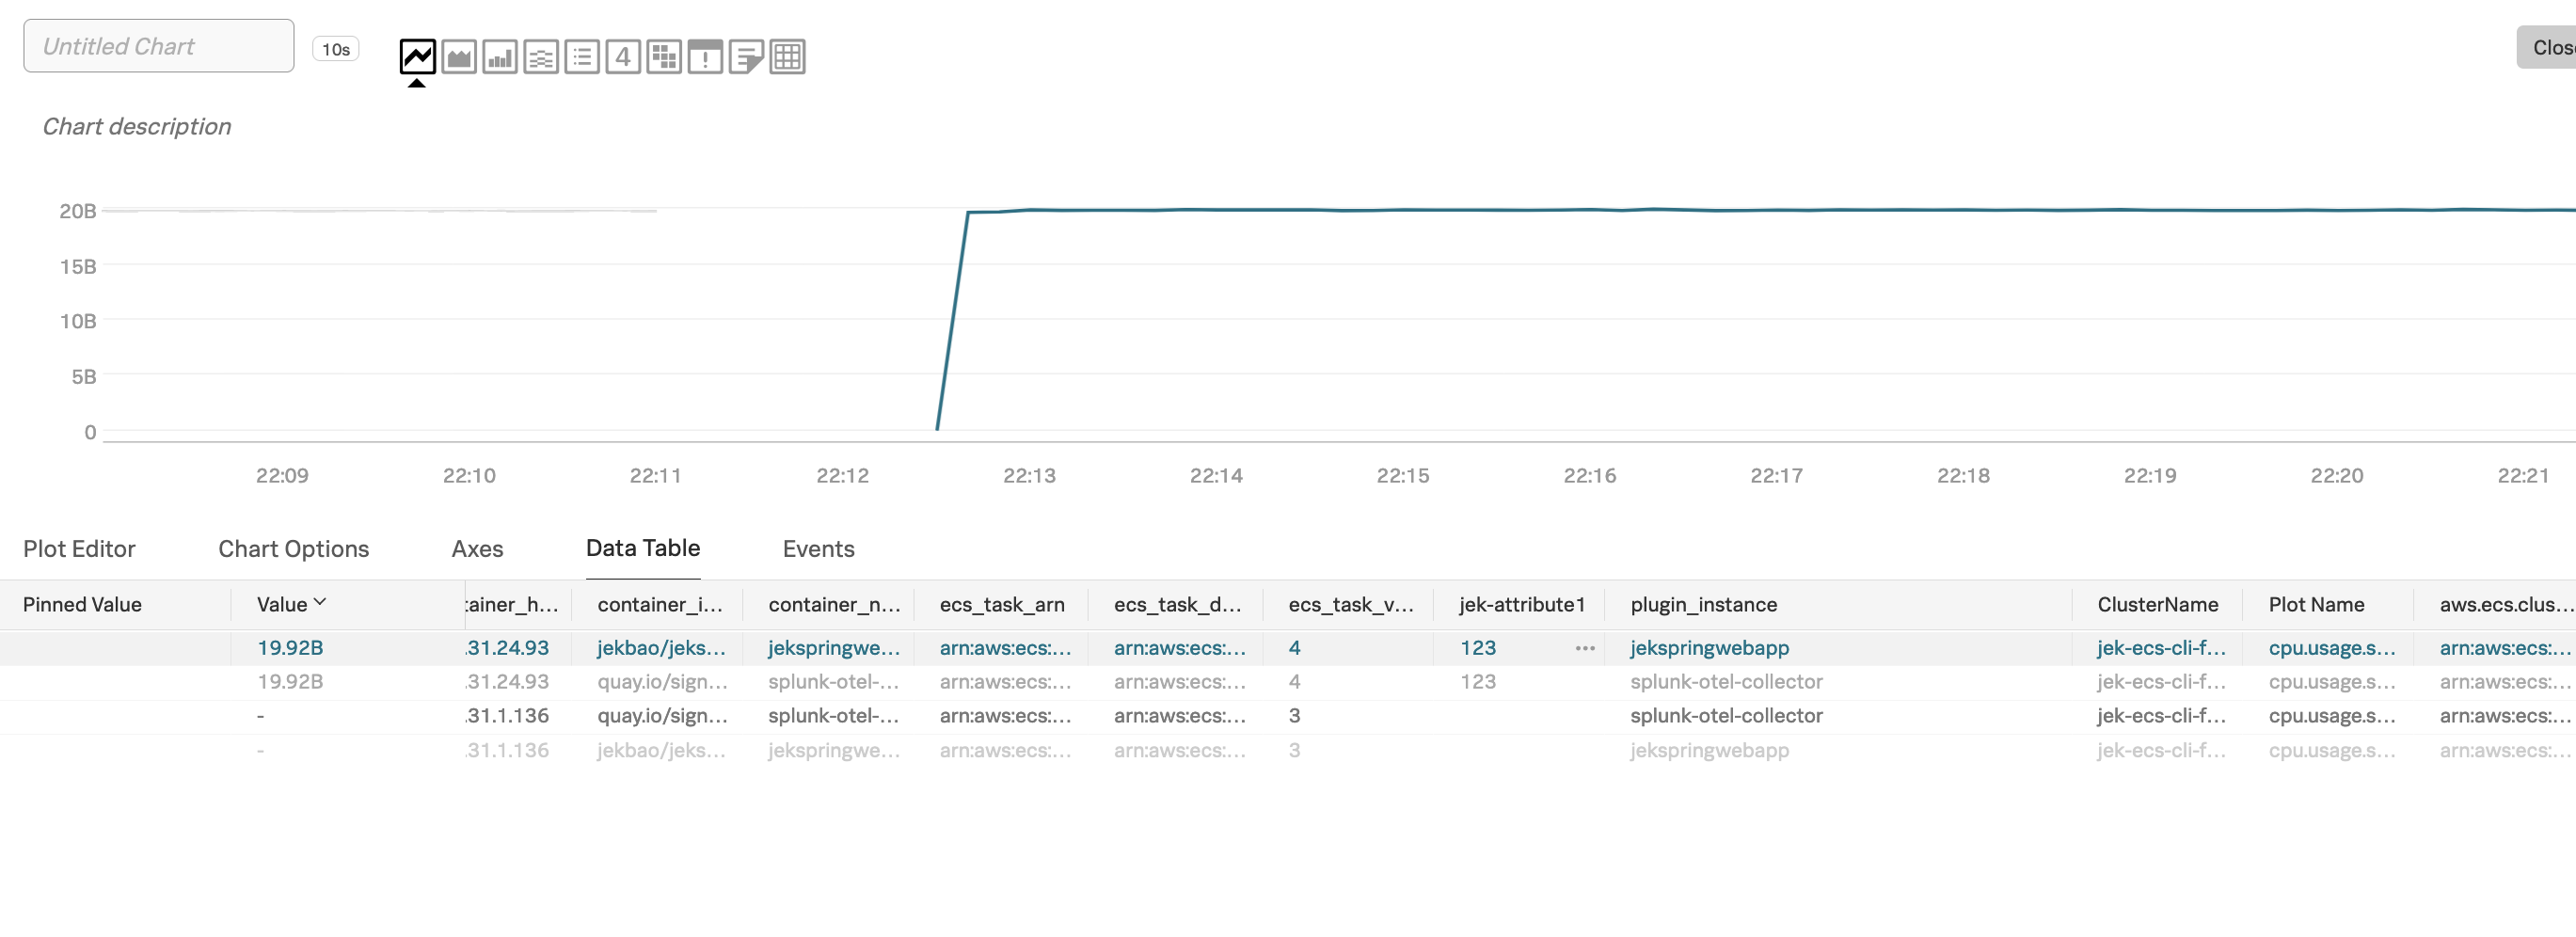 Untitled Chart 10s 4 ! Clos
Chart description
20B
15B
10B
5B
0
22:09 22:10 22:11 22:12 22:13 22:14 22:15 22:16 22:17 22:18 22:19 22:20 22:21
Plot Editor Chart Options Axes Data Table Events
Pinned Value Value tainer_h... container_i... container_n... ecs_task_arn ecs_task_d... ecs_task_v... jek-attribute1 plugin_instance ClusterName Plot Name aws.ecs.clus...
19.92B .31.24.93 jekbao/jeks... jekspringwe... arn:aws:ecs:... arn:aws:ecs:... 4 123 ... jekspringwebapp jek-ecs-cli-f... cpu.usage.s... arn:aws:ecs:...
19.92B .31.24.93 quay.io/sign... splunk-otel-... arn:aws:ecs:... arn:aws:ecs:... 4 123 splunk-otel-collector jek-ecs-cli-f... cpu.usage.s... arn:aws:ecs:...
- .31.1.136 quay.io/sign... splunk-otel-... arn:aws:ecs:... arn:aws:ecs:... 3 splunk-otel-collector jek-ecs-cli-f... cpu.usage.s... arn:aws:ecs:...
- .31.1.136 jekbao/jeks... jekspringwe... arn:aws:ecs:... arn:aws:ecs:... 3 jekspringwebapp jek-ecs-cli-f... cpu.usage.s... arn:aws:ecs:...